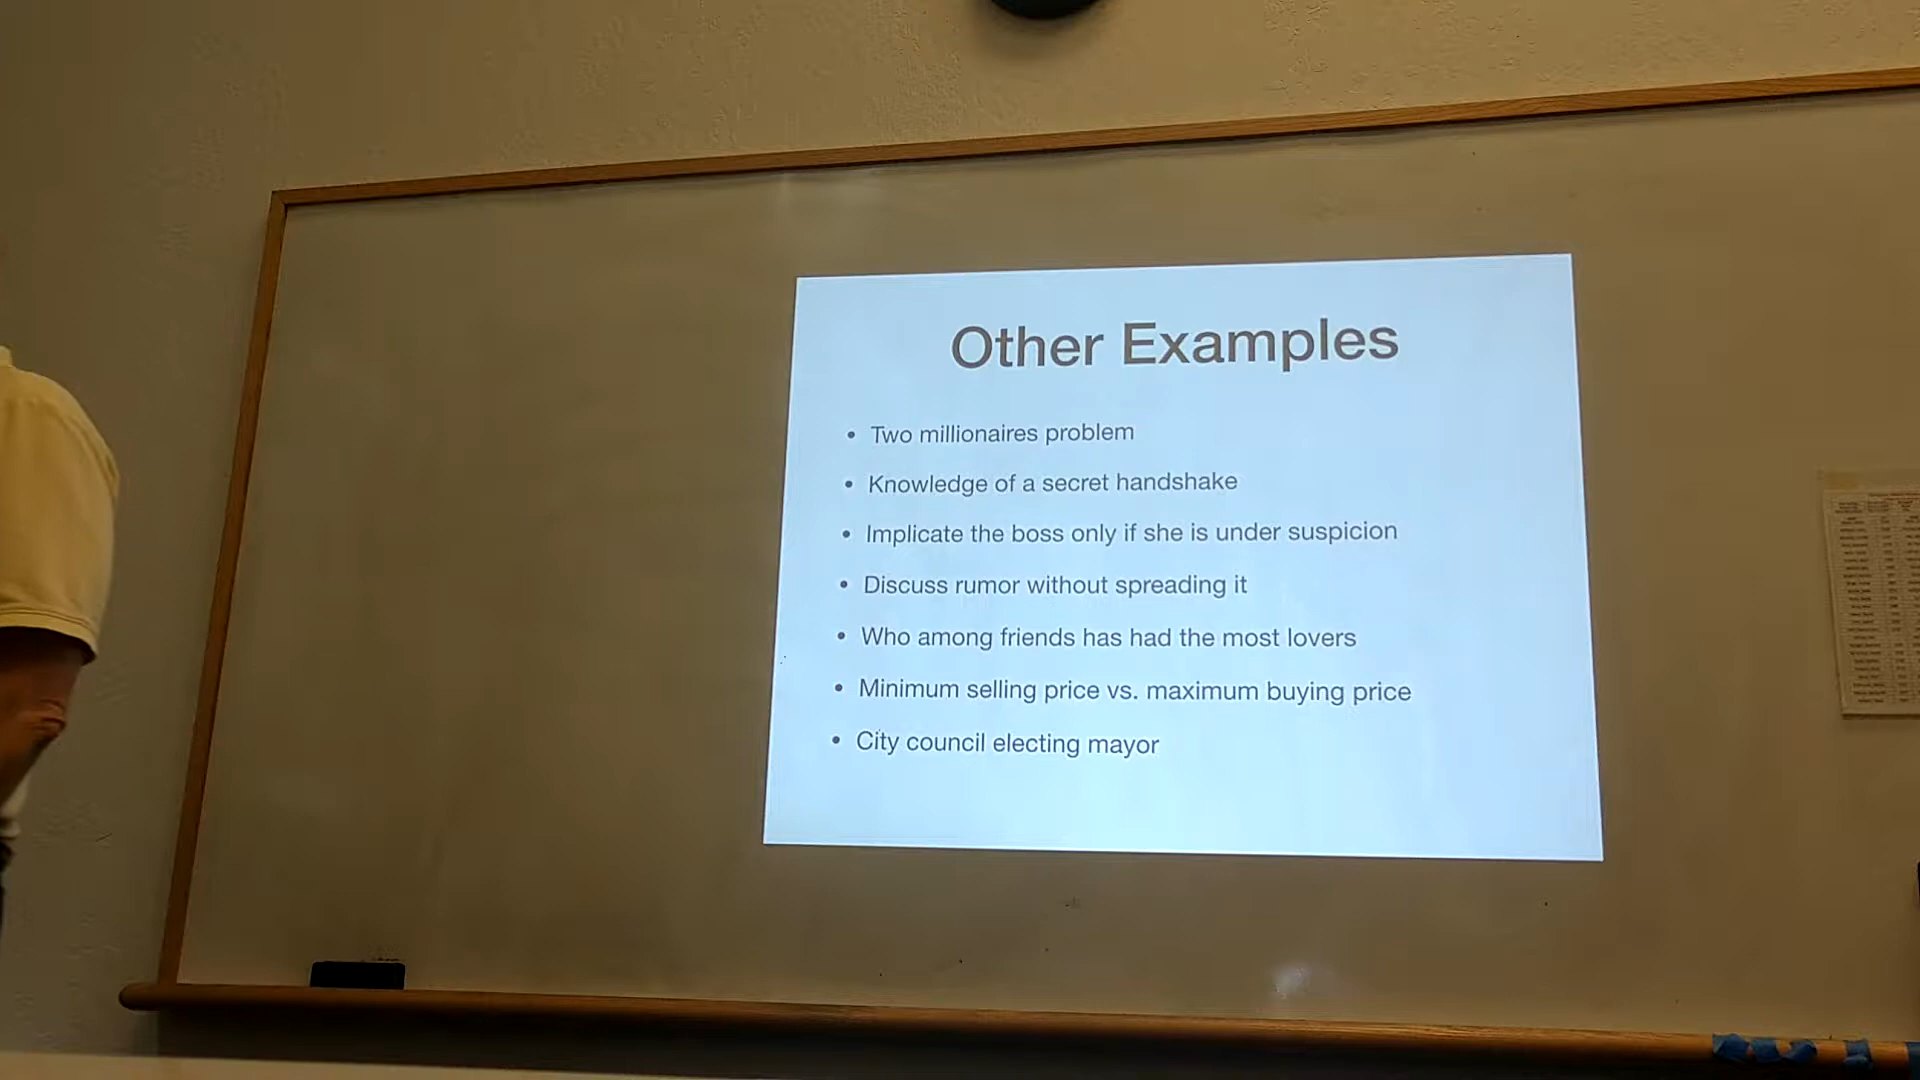 Other Examples
• Two millionaires problem
• Knowledge of a secret handshake
• Implicate the boss only if she is under suspicion
• Discuss rumor without spreading it
• Who among friends has had the most lovers
• Minimum selling price vs. maximum buying price
• City council electing mayor